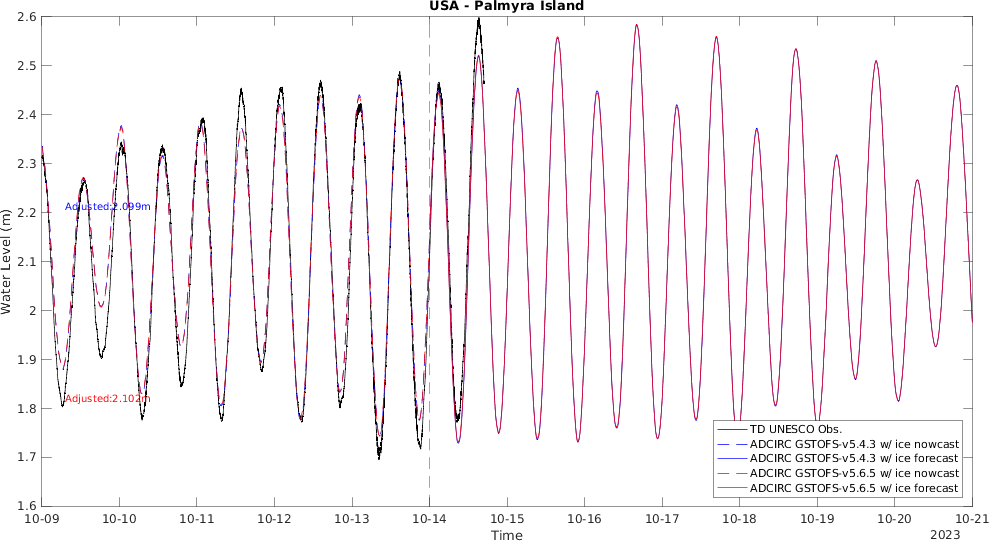 USA - Palmyra Island
2.6
2.5
2.4
2.3
2.2
2.1
2
1.9
1.8
1.7
1.6
Water Level (m)
Adjusted:2.099m
Adjusted:2.102m
TD UNESCO Obs.
ADCIRC GSTOFS-v5.4.3 w/ ice nowcast
ADCIRC GSTOFS-v5.4.3 w/ ice forecast
ADCIRC GSTOFS-v5.6.5 w/ ice nowcast
ADCIRC GSTOFS-v5.6.5 w/ ice forecast
10-09 10-10 10-11 10-12 10-13 10-14 10-15 10-16 10-17 10-18 10-19 10-20 10-21
Time
2023